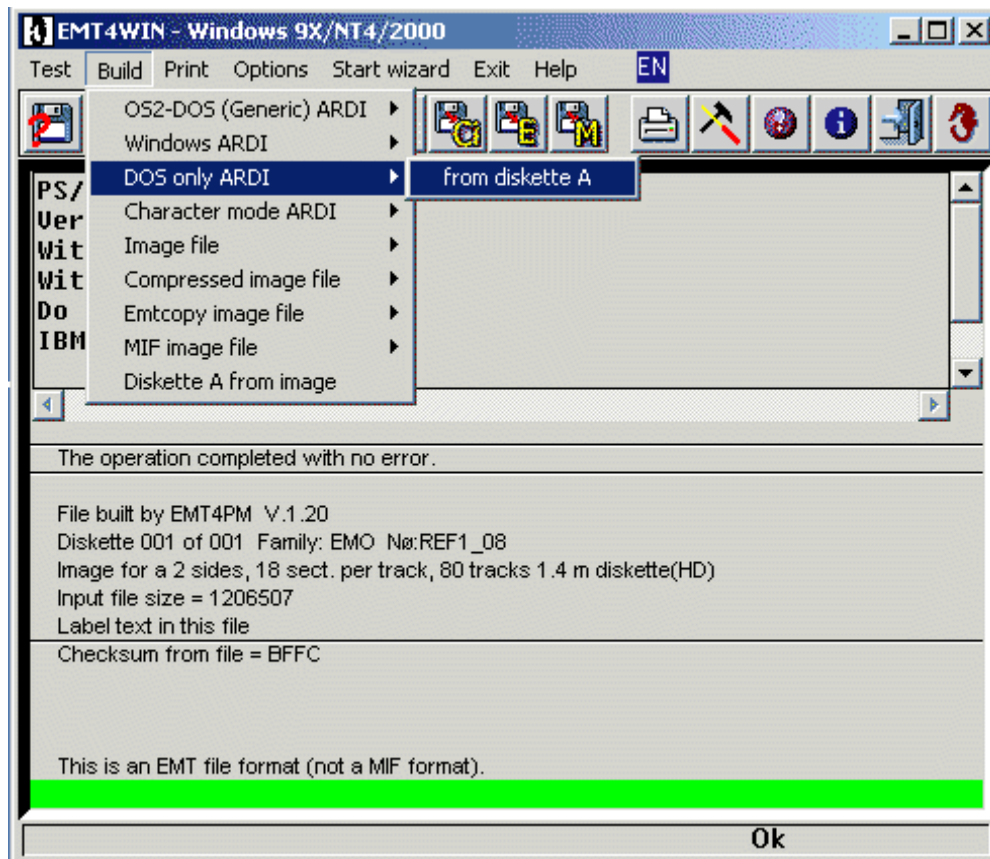 EMT4WIN - Windows 9X/NT4/2000
Test Build Print Options Start wizard Exit Help EN
OS2-DOS (Generic) ARDI
Windows ARDI
DOS only ARDI
from diskette A
Character mode ARDI
Image file
Compressed image file
Emtcopy image file
MIF image file
Diskette A from image
PS/
Ver
Wit
Wit
Do
IBM
The operation completed with no error.
File built by EMT4PM V.1.20
Diskette 001 of 001 Family: EMO Nø:REF1_08
Image for a 2 sides, 18 sect. per track, 80 tracks 1.4 m diskette(HD)
Input file size = 1206507
Label text in this file
Checksum from file = BFFC
This is an EMT file format (not a MIF format).
Ok